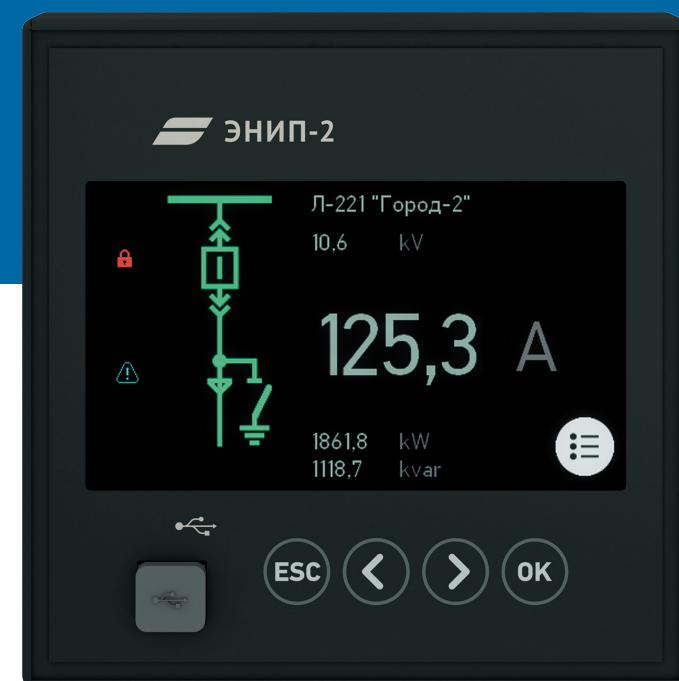 ЭНИП-2
Л-221 "Город-2"
10,6 kV
125,3 A
1861,8 kW
1118,7 kvar
ESC
OK